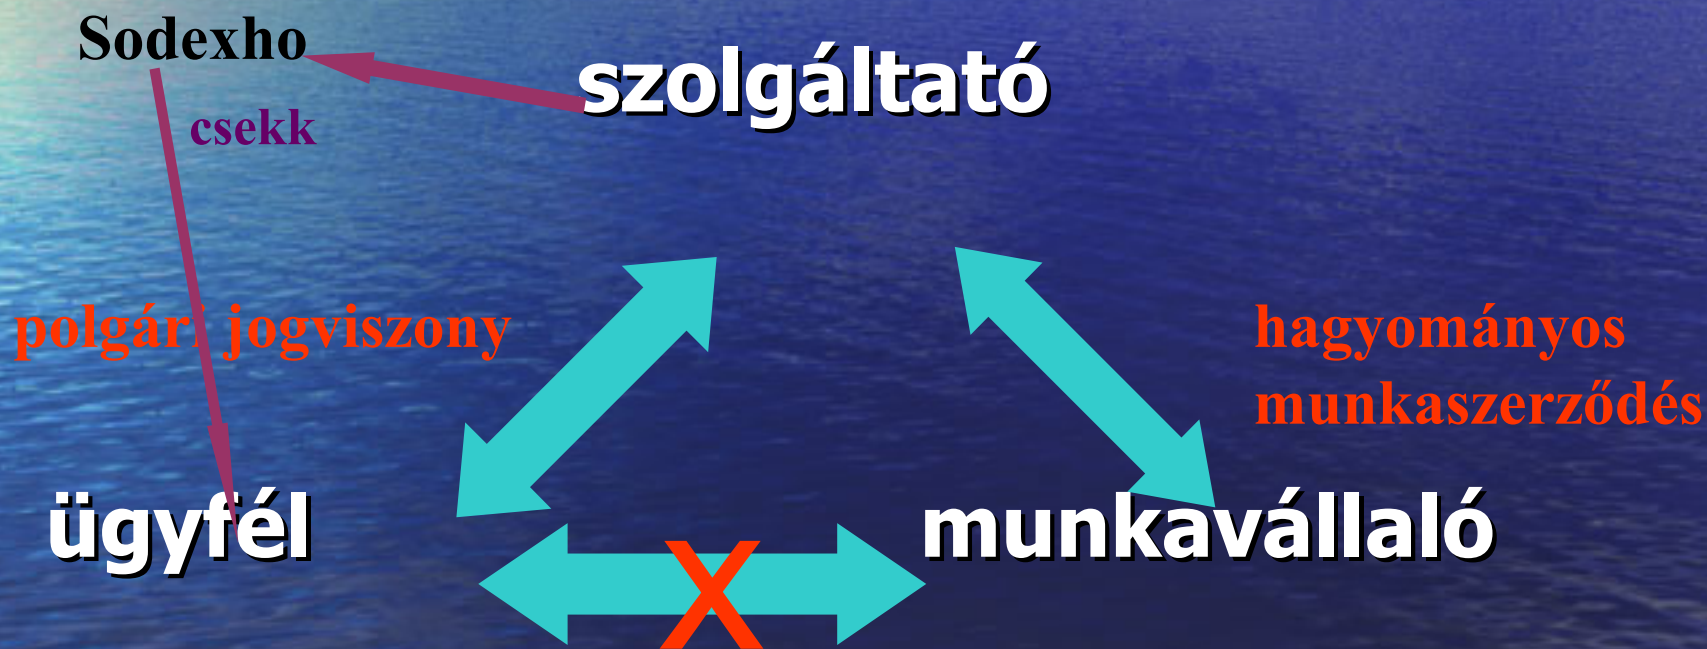 Sodexho
szolgáltató
csekk
polgári jogviszony
hagyományos
munkaszerződés
ügyfél
munkavállaló
X